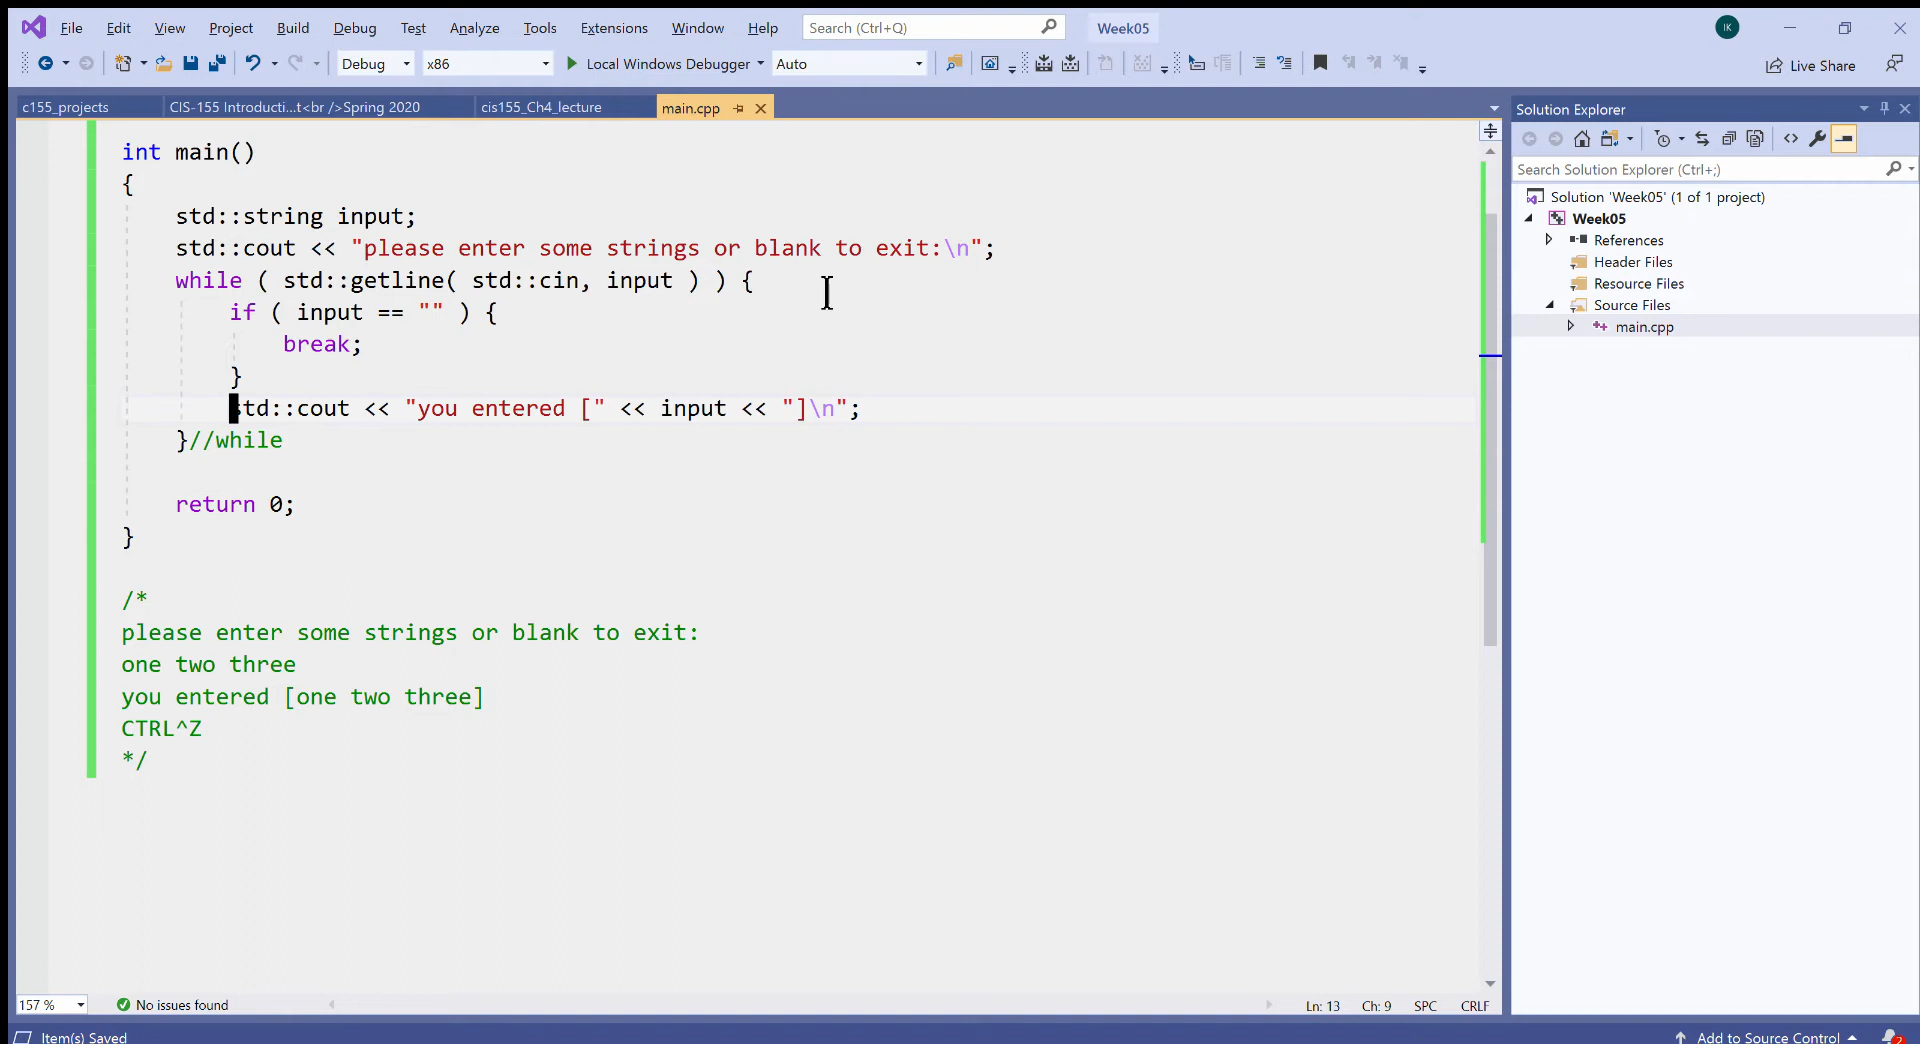 File Edit View Project Build Debug Test Analyze Tools Extensions Window Help Search (Ctrl+Q) Week05 IK
Debug x86 Local Windows Debugger Auto Live Share
c155_projects CIS-155 Introducti...t<br />Spring 2020 cis155_Ch4_lecture main.cpp
int main()
{
    std::string input;
    std::cout << "please enter some strings or blank to exit:\n";
    while ( std::getline( std::cin, input ) ) {
        if ( input == "" ) {
            break;
        }
        std::cout << "you entered [" << input << "]\n";
    }//while
    return 0;
}
/*
please enter some strings or blank to exit:
one two three
you entered [one two three]
CTRL^Z
*/
157 % No issues found Ln: 13 Ch: 9 SPC CRLF
Solution Explorer
Search Solution Explorer (Ctrl+;)
Solution 'Week05' (1 of 1 project)
Week05
References
Header Files
Resource Files
Source Files
main.cpp
Item(s) Saved Add to Source Control 2